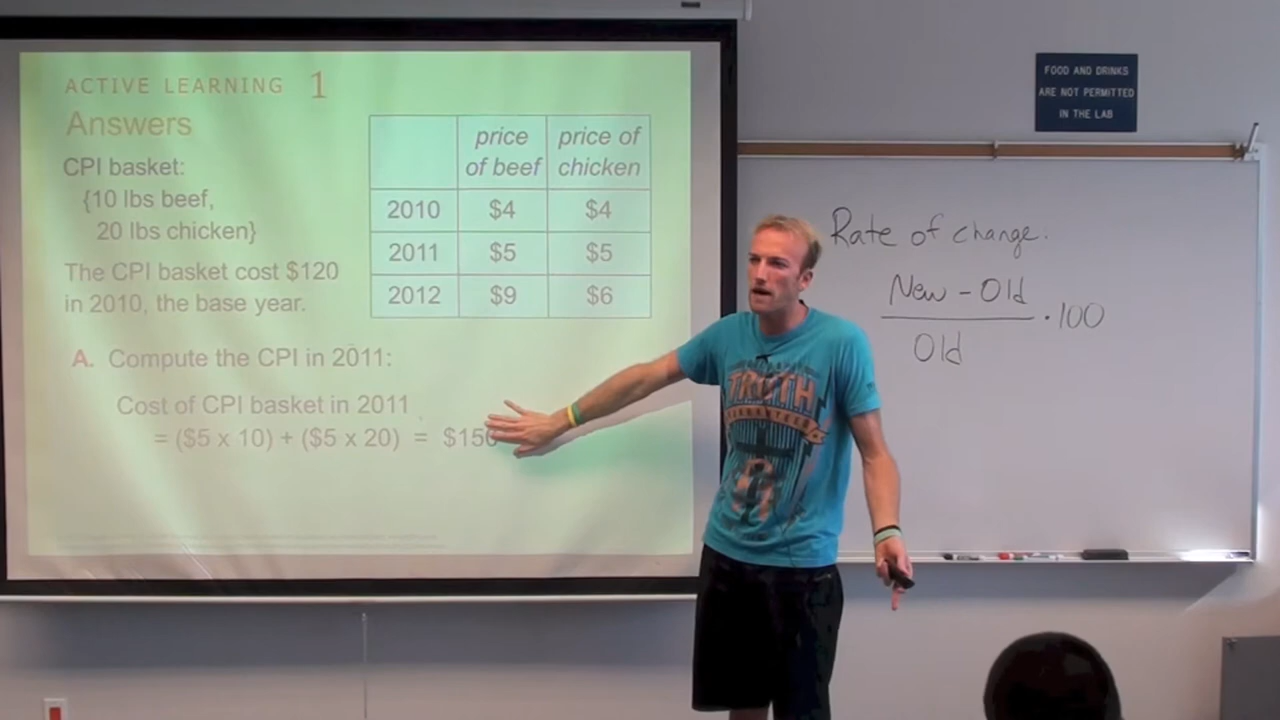 ACTIVE LEARNING 1
Answers
CPI basket:
{10 lbs beef,
20 lbs chicken}
The CPI basket cost $120
in 2010, the base year.
price of beef price of chicken
2010 $4 $4
2011 $5 $5
2012 $9 $6
A. Compute the CPI in 2011:
Cost of CPI basket in 2011
= ($5 x 10) + ($5 x 20) = $150
FOOD AND DRINKS
ARE NOT PERMITTED
IN THE LAB
Rate of change.
New - Old
Old
· 100
TRUTH